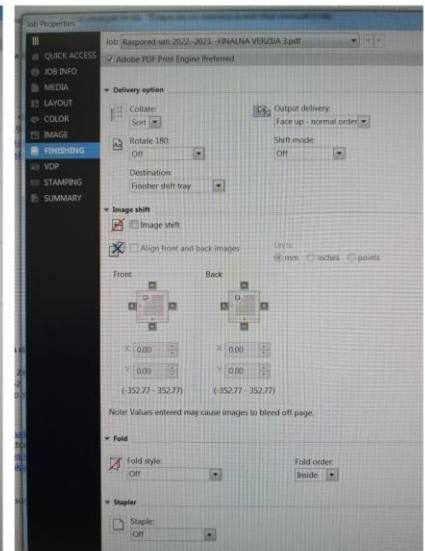 Job Properties
Job: Raspored sati 2022.-2023. -FINALNA VERZIJA 3.pdf
QUICK ACCESS
JOB INFO
MEDIA
LAYOUT
COLOR
IMAGE
FINISHING
VDP
STAMPING
SUMMARY
Adobe PDF Print Engine Preferred
Delivery option
Collate: Output delivery:
Sort Face up - normal order
Rotate 180: Shift mode:
Off Off
Destination:
Finisher shift tray
Image shift
Image shift
Align front and back images Units:
mm inches points
Front Back
X: 0.00 X: 0.00
Y: 0.00 Y: 0.00
(-352.77 - 352.77) (-352.77 - 352.77)
Note: Values entered may cause images to bleed off page.
Fold
Fold style: Fold order:
Off Inside
Stapler
Staple:
Off